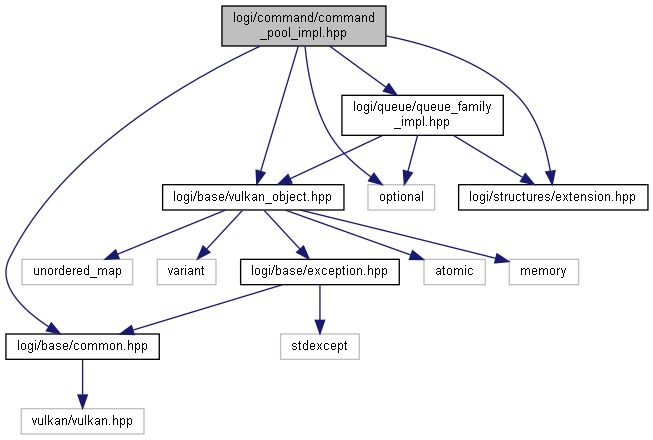 logi/command/command
_pool_impl.hpp
logi/queue/queue_family
_impl.hpp
logi/base/vulkan_object.hpp
optional
logi/structures/extension.hpp
unordered_map
variant
logi/base/exception.hpp
atomic
memory
logi/base/common.hpp
stdexcept
vulkan/vulkan.hpp